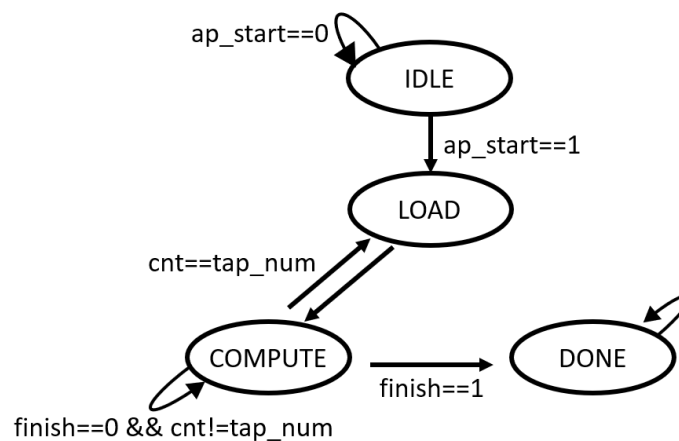 ap_start==0
IDLE
ap_start==1
LOAD
cnt==tap_num
COMPUTE
DONE
finish==1
finish==0 && cnt!=tap_num